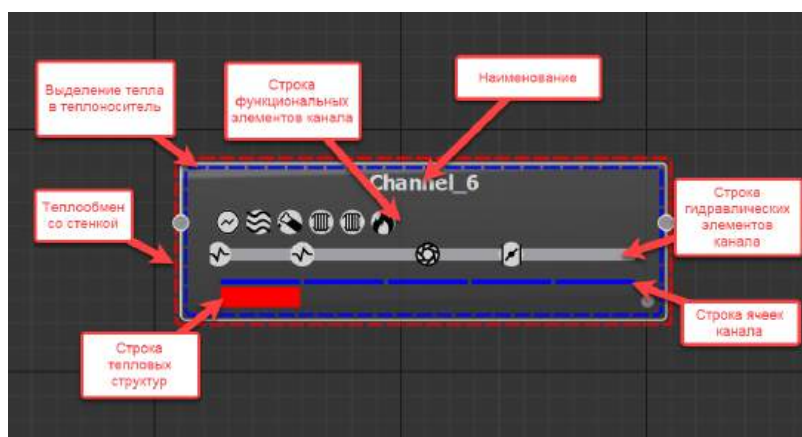 Выделение тепла
в теплоноситель
Строка
функциональных
элементов канала
Наименование
Channel_6
Теплообмен
со стенкой
Строка
гидравлических
элементов
канала
Строка
тепловых
структур
Строка ячеек
канала